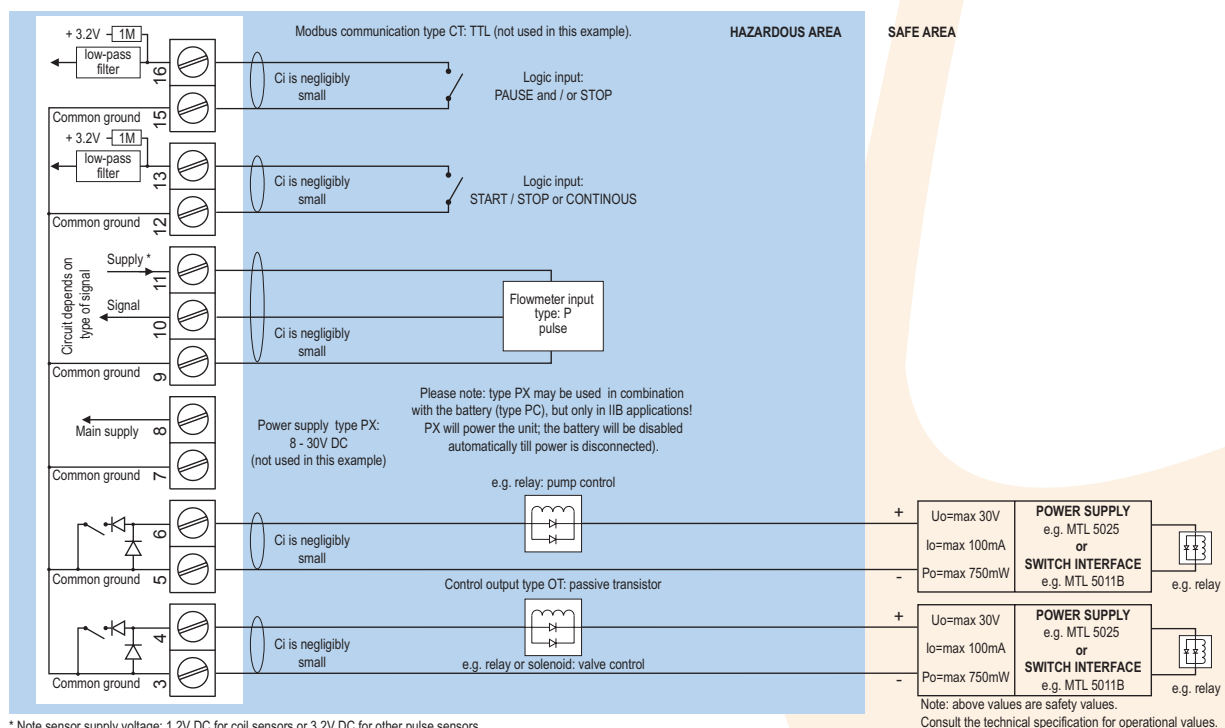 Modbus communication type CT: TTL (not used in this example).
HAZARDOUS AREA
SAFE AREA
+ 3.2V
1M
low-pass
filter
16
Ci is negligibly
small
Logic input:
PAUSE and / or STOP
Common ground
15
+ 3.2V
1M
low-pass
filter
13
Ci is negligibly
small
Logic input:
START / STOP or CONTINOUS
Common ground
12
Circuit depends on
type of signal
Supply *
11
Signal
10
Flowmeter input
type: P
pulse
Ci is negligibly
small
Common ground
9
Please note: type PX may be used in combination
with the battery (type PC), but only in IIB applications!
PX will power the unit; the battery will be disabled
automatically till power is disconnected).
Main supply
8
Power supply type PX:
8 - 30V DC
(not used in this example)
Common ground
7
e.g. relay: pump control
6
Ci is negligibly
small
Common ground
5
+
-
Uo=max 30V
Io=max 100mA
Po=max 750mW
POWER SUPPLY
e.g. MTL 5025
or
SWITCH INTERFACE
e.g. MTL 5011B
e.g. relay
Control output type OT: passive transistor
4
Ci is negligibly
small
e.g. relay or solenoid: valve control
Common ground
3
+
-
Uo=max 30V
Io=max 100mA
Po=max 750mW
POWER SUPPLY
e.g. MTL 5025
or
SWITCH INTERFACE
e.g. MTL 5011B
e.g. relay
Note: above values are safety values.
Consult the technical specification for operational values.
* Note sensor supply voltage: 1.2V DC for coil sensors or 3.2V DC for other pulse sensors